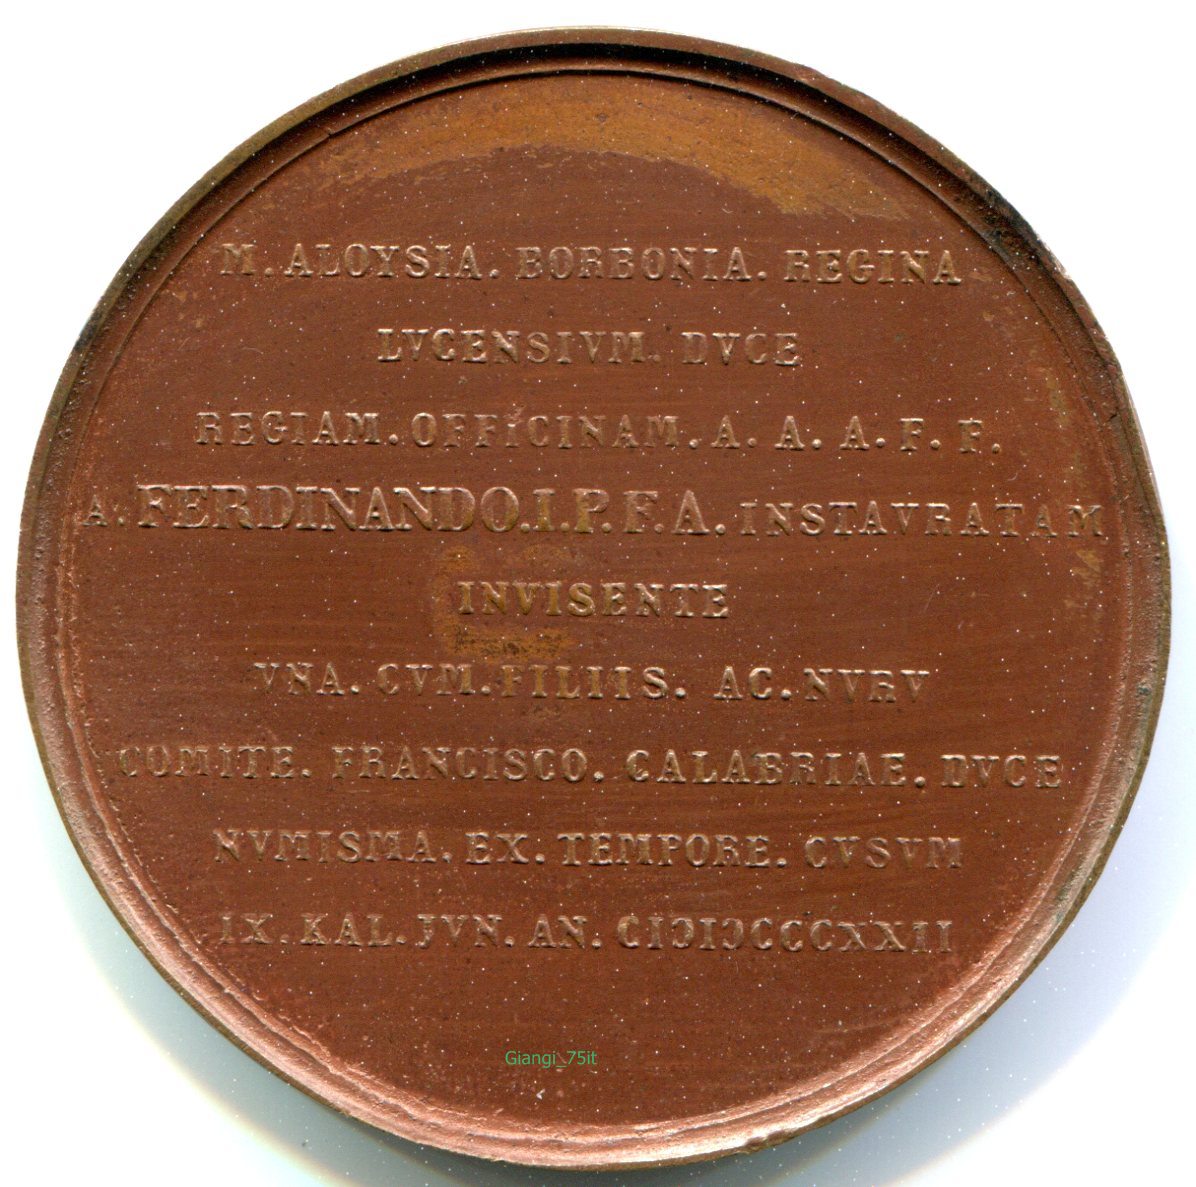 M. ALOYSIA. BORBONIA. REGINA
LVCENSIVM. DVCE
REGIAM. OFFICINAM. A. A. A. F. F.
A. FERDINANDO. I. P. F. A. INSTAVRATAM
INVISENTE
VNA. CVM. FILIIS. AC. NVRV
COMITE. FRANCISCO. CALABRIAE. DVCE
NVMISMA. EX. TEMPORE. CVSVM
IX. KAL. JVN. AN. CIↃIↃCCCXXII
Giangi_75it